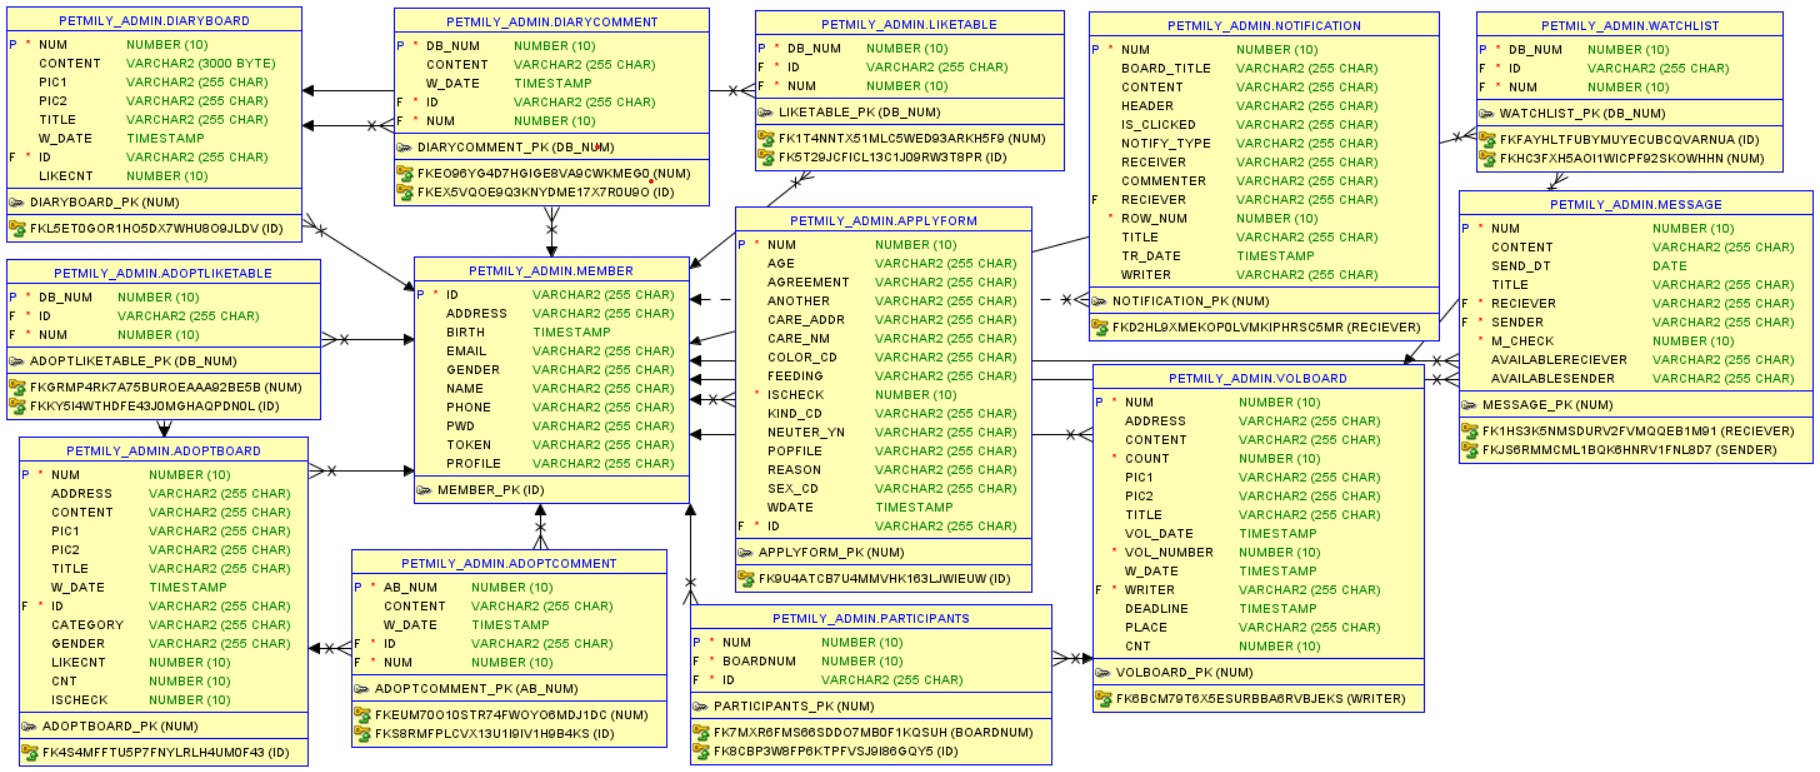 PETMILY_ADMIN.DIARYBOARD
P * NUM NUMBER (10)
CONTENT VARCHAR2 (3000 BYTE)
PIC1 VARCHAR2 (255 CHAR)
PIC2 VARCHAR2 (255 CHAR)
TITLE VARCHAR2 (255 CHAR)
W_DATE TIMESTAMP
F * ID VARCHAR2 (255 CHAR)
LIKECNT NUMBER (10)
DIARYBOARD_PK (NUM)
FKL5ET0GOR1HO5DX7WHU8O9JLDV (ID)
PETMILY_ADMIN.DIARYCOMMENT
P * DB_NUM NUMBER (10)
CONTENT VARCHAR2 (255 CHAR)
W_DATE TIMESTAMP
F * ID VARCHAR2 (255 CHAR)
F * NUM NUMBER (10)
DIARYCOMMENT_PK (DB_NUM)
FKEO96YG4D7HGIGE8VA9CWKMEG0 (NUM)
FKEX5VQOE9Q3KNYDME17X7R0U9O (ID)
PETMILY_ADMIN.LIKETABLE
P * DB_NUM NUMBER (10)
F * ID VARCHAR2 (255 CHAR)
F * NUM NUMBER (10)
LIKETABLE_PK (DB_NUM)
FK1T4NNTX51MLC5WED93ARKH5F9 (NUM)
FK5T29JCFICL13C1J09RW3T8PR (ID)
PETMILY_ADMIN.NOTIFICATION
P * NUM NUMBER (10)
BOARD_TITLE VARCHAR2 (255 CHAR)
CONTENT VARCHAR2 (255 CHAR)
HEADER VARCHAR2 (255 CHAR)
IS_CLICKED VARCHAR2 (255 CHAR)
NOTIFY_TYPE VARCHAR2 (255 CHAR)
RECEIVER VARCHAR2 (255 CHAR)
COMMENTER VARCHAR2 (255 CHAR)
F RECIEVER VARCHAR2 (255 CHAR)
* ROW_NUM NUMBER (10)
TITLE VARCHAR2 (255 CHAR)
TR_DATE TIMESTAMP
WRITER VARCHAR2 (255 CHAR)
NOTIFICATION_PK (NUM)
FKD2HL9XMEKOP0LVMKIPHRSC5MR (RECIEVER)
PETMILY_ADMIN.WATCHLIST
P * DB_NUM NUMBER (10)
F * ID VARCHAR2 (255 CHAR)
F * NUM NUMBER (10)
WATCHLIST_PK (DB_NUM)
FKFAYHLTFUBYMUYECUBCQVARNUA (ID)
FKHC3FXH5AOI1WICPF92SKOWHHN (NUM)
PETMILY_ADMIN.MESSAGE
P * NUM NUMBER (10)
CONTENT VARCHAR2 (255 CHAR)
SEND_DT DATE
TITLE VARCHAR2 (255 CHAR)
F * RECIEVER VARCHAR2 (255 CHAR)
F * SENDER VARCHAR2 (255 CHAR)
* M_CHECK NUMBER (10)
AVAILABLERECIEVER VARCHAR2 (255 CHAR)
AVAILABLESENDER VARCHAR2 (255 CHAR)
MESSAGE_PK (NUM)
FK1HS3K5NMSDURV2FVMQQEB1M91 (RECIEVER)
FKJS6RMMCML1BQK6HNRV1FNL8D7 (SENDER)
PETMILY_ADMIN.ADOPTLIKETABLE
P * DB_NUM NUMBER (10)
F * ID VARCHAR2 (255 CHAR)
F * NUM NUMBER (10)
ADOPTLIKETABLE_PK (DB_NUM)
FKGRMP4RK7A75BUROEAAA92BE5B (NUM)
FKKY5I4WTHDFE43J0MGHAQPDN0L (ID)
PETMILY_ADMIN.MEMBER
P * ID VARCHAR2 (255 CHAR)
ADDRESS VARCHAR2 (255 CHAR)
BIRTH TIMESTAMP
EMAIL VARCHAR2 (255 CHAR)
GENDER VARCHAR2 (255 CHAR)
NAME VARCHAR2 (255 CHAR)
PHONE VARCHAR2 (255 CHAR)
PWD VARCHAR2 (255 CHAR)
TOKEN VARCHAR2 (255 CHAR)
PROFILE VARCHAR2 (255 CHAR)
MEMBER_PK (ID)
PETMILY_ADMIN.APPLYFORM
P * NUM NUMBER (10)
AGE VARCHAR2 (255 CHAR)
AGREEMENT VARCHAR2 (255 CHAR)
ANOTHER VARCHAR2 (255 CHAR)
CARE_ADDR VARCHAR2 (255 CHAR)
CARE_NM VARCHAR2 (255 CHAR)
COLOR_CD VARCHAR2 (255 CHAR)
FEEDING VARCHAR2 (255 CHAR)
* ISCHECK NUMBER (10)
KIND_CD VARCHAR2 (255 CHAR)
NEUTER_YN VARCHAR2 (255 CHAR)
POPFILE VARCHAR2 (255 CHAR)
REASON VARCHAR2 (255 CHAR)
SEX_CD VARCHAR2 (255 CHAR)
WDATE TIMESTAMP
F * ID VARCHAR2 (255 CHAR)
APPLYFORM_PK (NUM)
FK9U4ATCB7U4MMVHK163LJWIEUW (ID)
PETMILY_ADMIN.VOLBOARD
P * NUM NUMBER (10)
ADDRESS VARCHAR2 (255 CHAR)
CONTENT VARCHAR2 (255 CHAR)
* COUNT NUMBER (10)
PIC1 VARCHAR2 (255 CHAR)
PIC2 VARCHAR2 (255 CHAR)
TITLE VARCHAR2 (255 CHAR)
VOL_DATE TIMESTAMP
* VOL_NUMBER NUMBER (10)
W_DATE TIMESTAMP
F * WRITER VARCHAR2 (255 CHAR)
DEADLINE TIMESTAMP
PLACE VARCHAR2 (255 CHAR)
CNT NUMBER (10)
VOLBOARD_PK (NUM)
FK6BCM79T6X5ESURBBA6RVBJEKS (WRITER)
PETMILY_ADMIN.ADOPTBOARD
P * NUM NUMBER (10)
ADDRESS VARCHAR2 (255 CHAR)
CONTENT VARCHAR2 (255 CHAR)
PIC1 VARCHAR2 (255 CHAR)
PIC2 VARCHAR2 (255 CHAR)
TITLE VARCHAR2 (255 CHAR)
W_DATE TIMESTAMP
F * ID VARCHAR2 (255 CHAR)
CATEGORY VARCHAR2 (255 CHAR)
GENDER VARCHAR2 (255 CHAR)
LIKECNT NUMBER (10)
CNT NUMBER (10)
ISCHECK NUMBER (10)
ADOPTBOARD_PK (NUM)
FK4S4MFFTU5P7FNYLRLH4UM0F43 (ID)
PETMILY_ADMIN.ADOPTCOMMENT
P * AB_NUM NUMBER (10)
CONTENT VARCHAR2 (255 CHAR)
W_DATE TIMESTAMP
F * ID VARCHAR2 (255 CHAR)
F * NUM NUMBER (10)
ADOPTCOMMENT_PK (AB_NUM)
FKEUM70O10STR74FWOYO6MDJ1DC (NUM)
FKS8RMFPLCVX13U1I9IV1H9B4KS (ID)
PETMILY_ADMIN.PARTICIPANTS
P * NUM NUMBER (10)
F * BOARDNUM NUMBER (10)
F * ID VARCHAR2 (255 CHAR)
PARTICIPANTS_PK (NUM)
FK7MXR6FMS66SDDO7MB0F1KQSUH (BOARDNUM)
FK8CBP3W8FP6KTPFVSJ9I86GQY5 (ID)